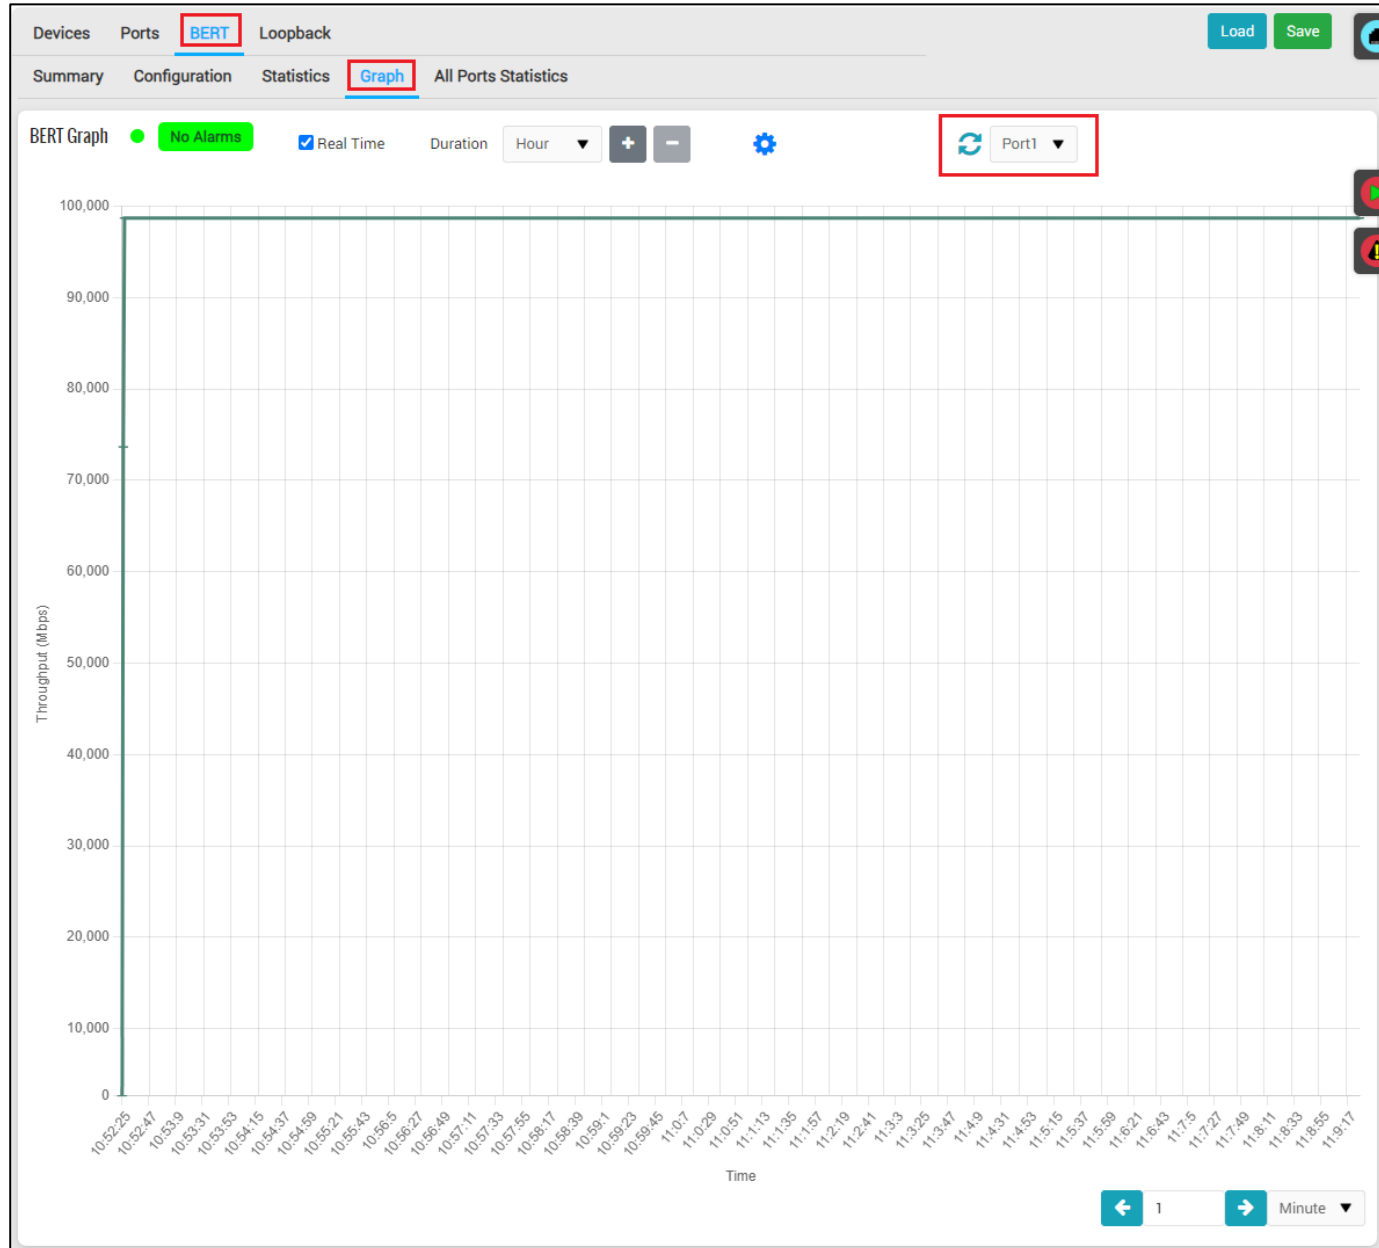 Devices Ports BERT Loopback Load Save
Summary Configuration Statistics Graph All Ports Statistics
BERT Graph No Alarms Real Time Duration Hour + − Port1
100,000
90,000
80,000
70,000
60,000
50,000
40,000
30,000
20,000
10,000
0
Throughput (Mbps)
10:52:25 10:52:47 10:53:9 10:53:31 10:53:53 10:54:15 10:54:37 10:54:59 10:55:21 10:55:43 10:56:5 10:56:27 10:56:49 10:57:11 10:57:33 10:57:55 10:58:17 10:58:39 10:59:1 10:59:23 10:59:45 11:0:7 11:0:29 11:0:51 11:1:13 11:1:35 11:1:57 11:2:19 11:2:41 11:3:3 11:3:25 11:3:47 11:4:9 11:4:31 11:4:53 11:5:15 11:5:37 11:5:59 11:6:21 11:6:43 11:7:5 11:7:27 11:7:49 11:8:11 11:8:33 11:8:55 11:9:17
Time
1 Minute